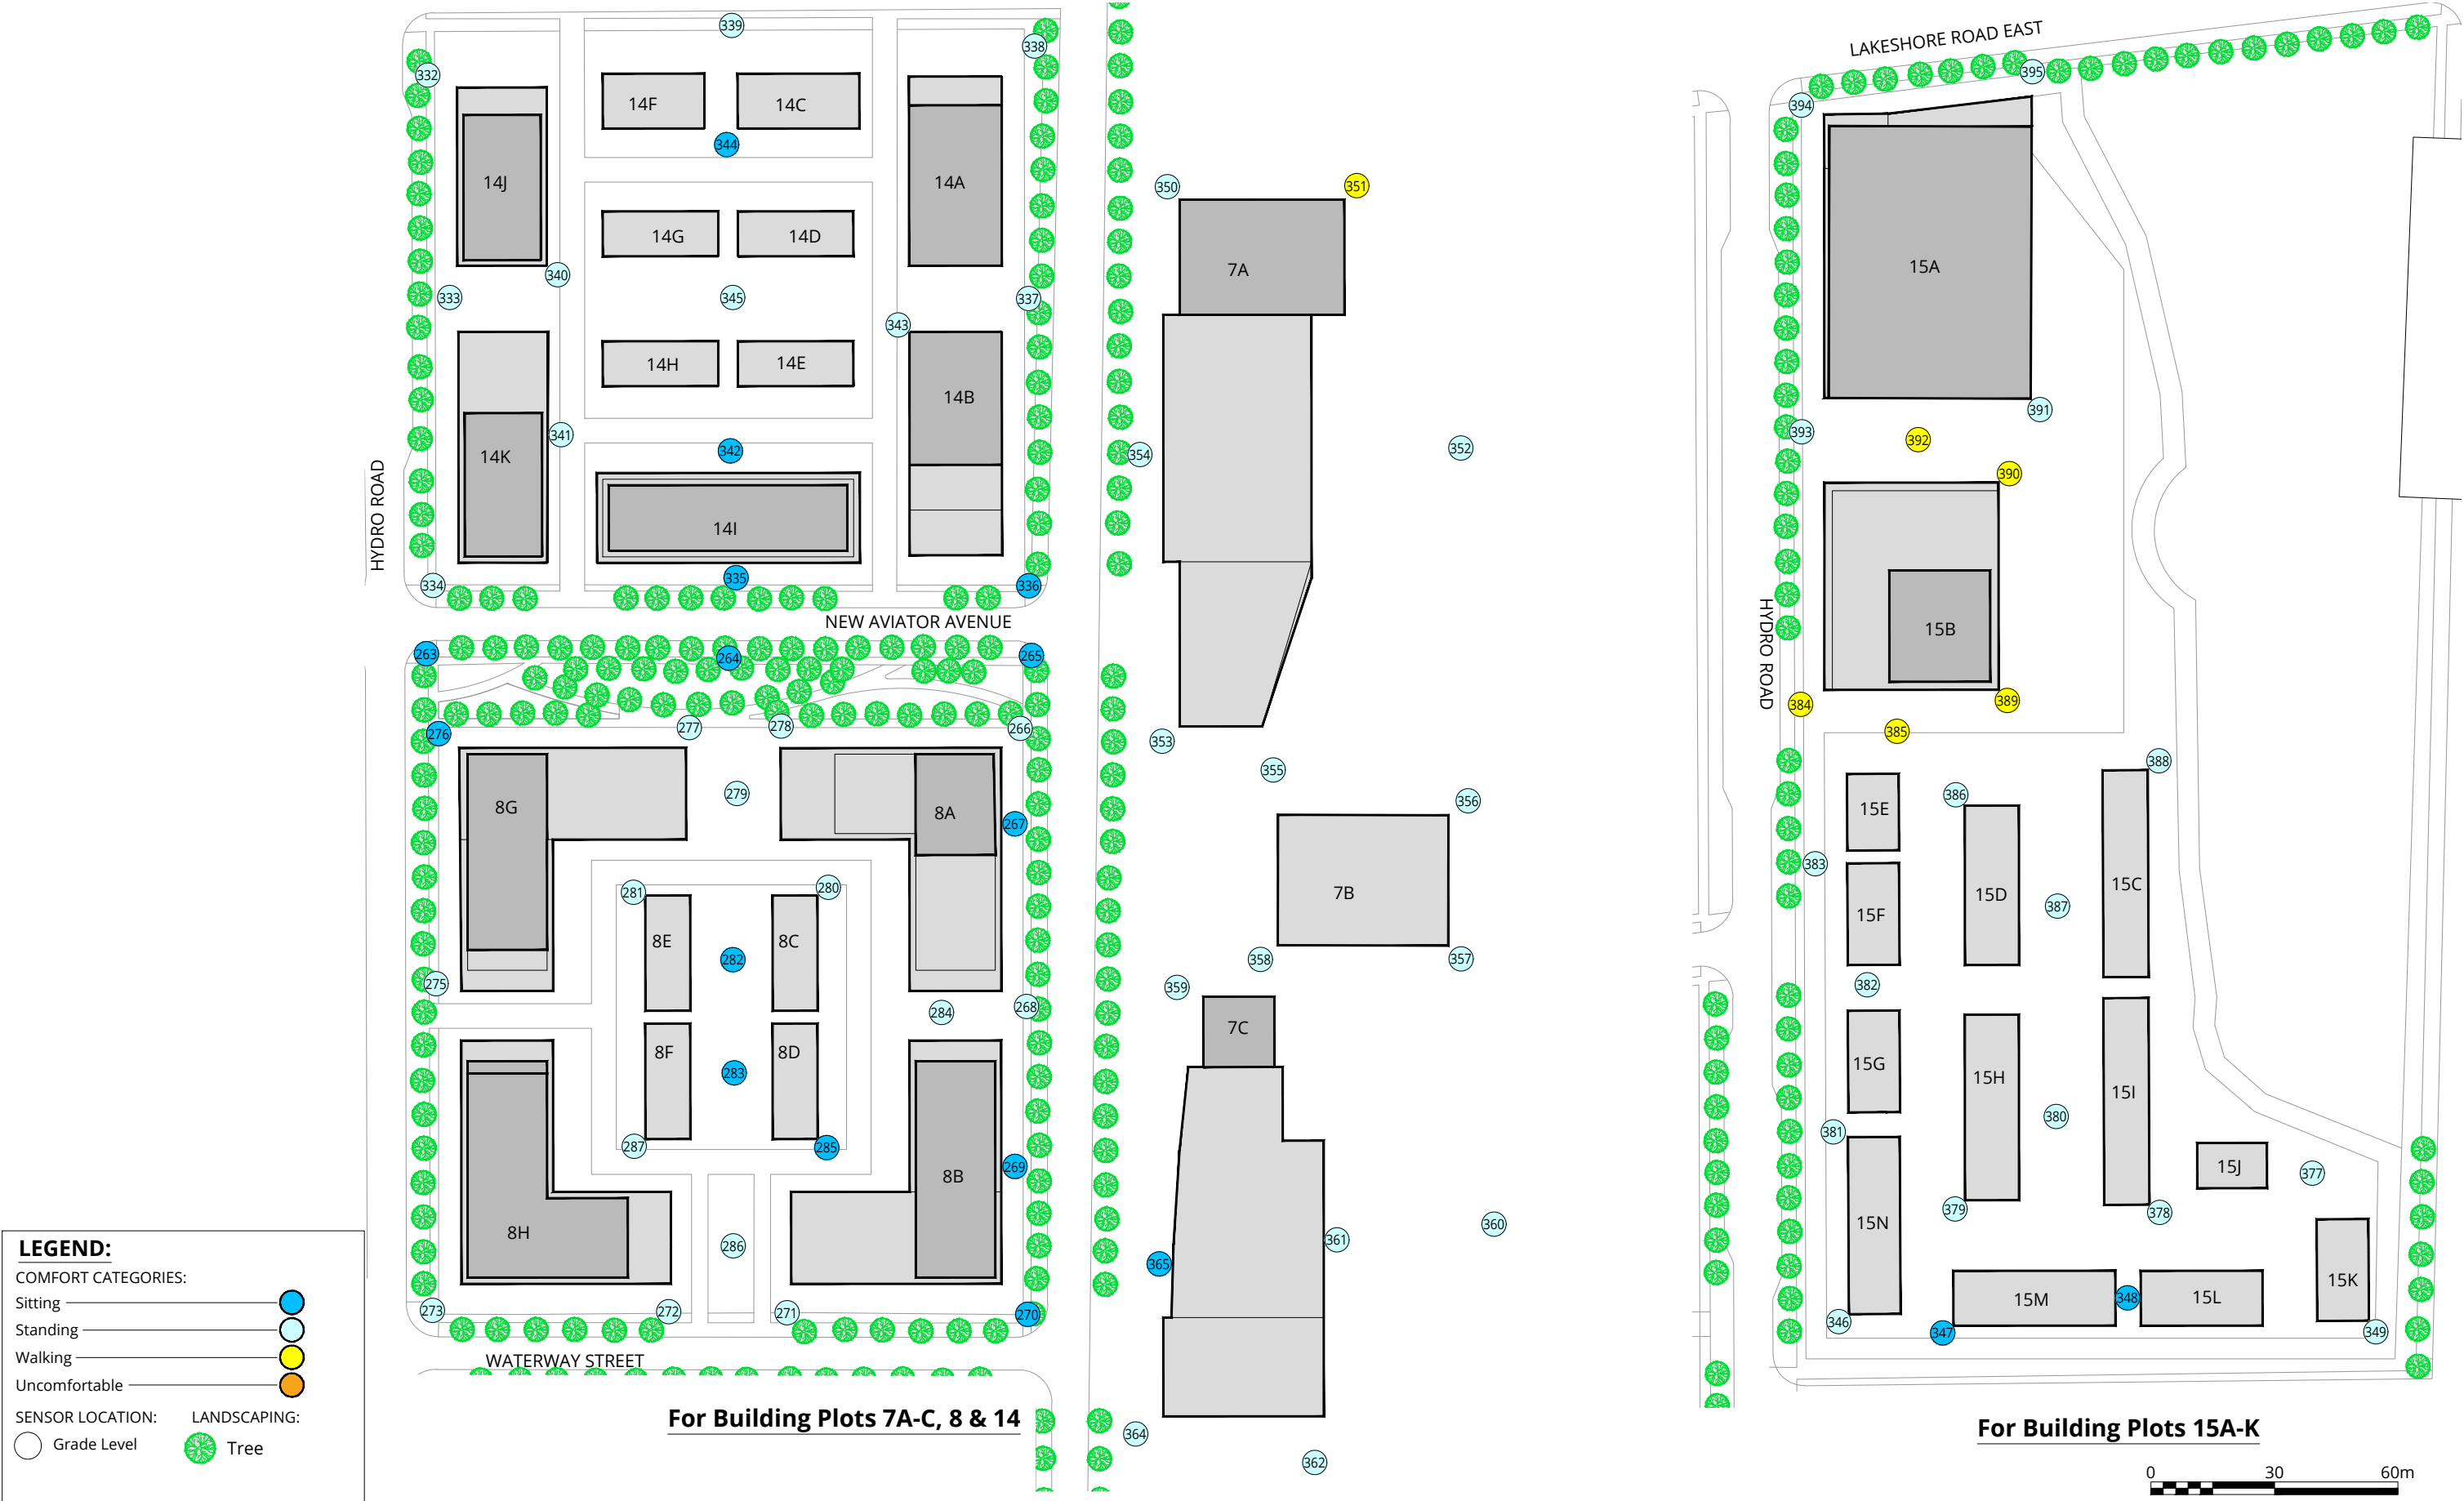 LAKESHORE ROAD EAST
339
338
332
395
394
14F
14C
344
14J
14A
350
351
14G
14D
15A
7A
340
333
345
337
343
14H
14E
14B
391
393
392
341
342
354
352
14K
390
HYDRO ROAD
14I
335
334
336
NEW AVIATOR AVENUE
HYDRO ROAD
15B
263
264
265
276
277
278
266
353
384
389
385
355
388
279
356
386
8G
8A
267
15E
383
281
280
7B
15D
15C
15F
387
8E
8C
282
358
357
275
359
382
268
284
7C
8F
8D
283
15G
15H
15I
380
381
287
285
269
8B
15J
377
379
378
15N
8H
286
361
360
365
15K
15M
348
15L
273
272
271
270
346
347
349
WATERWAY STREET
LEGEND:
COMFORT CATEGORIES:
Sitting
Standing
Walking
Uncomfortable
SENSOR LOCATION:
LANDSCAPING:
Grade Level
Tree
For Building Plots 7A-C, 8 & 14
364
362
For Building Plots 15A-K
0 30 60m